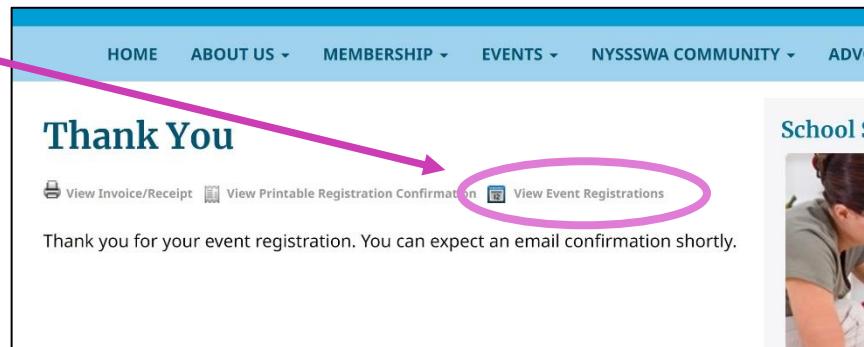 HOME ABOUT US MEMBERSHIP EVENTS NYSSSWA COMMUNITY
Thank You
School
View Invoice/Receipt View Printable Registration Confirmation View Event Registrations
Thank you for your event registration. You can expect an email confirmation shortly.